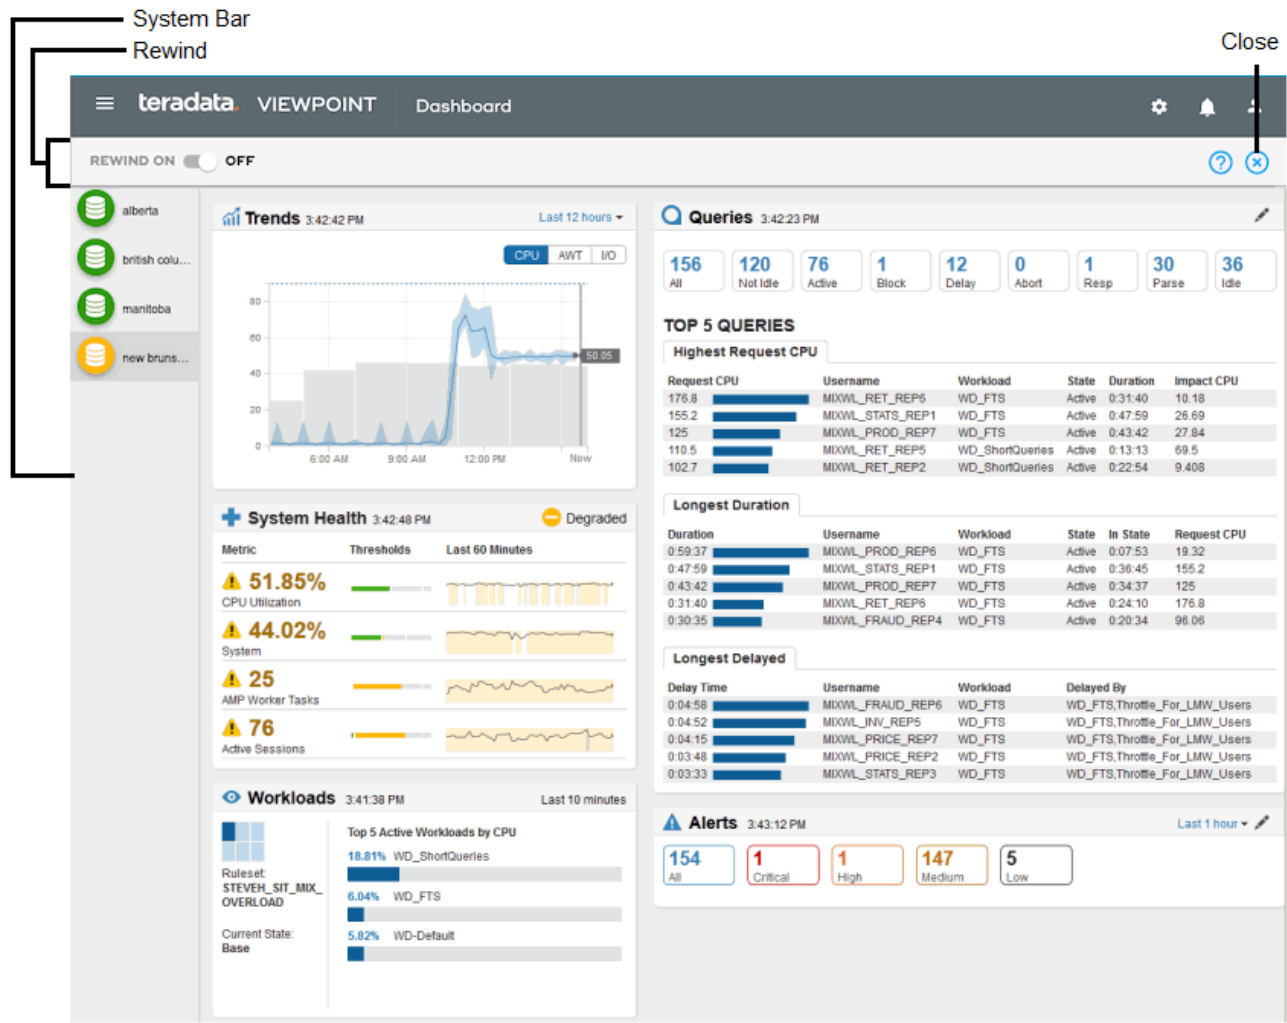 System Bar
Rewind
Close
teradata. VIEWPOINT Dashboard
REWIND ON OFF
alberta
british colu...
manitoba
new bruns...
Trends 3:42:42 PM Last 12 hours
CPU AWT I/O
80
60
40
20
0
50.05
6:00 AM 9:00 AM 12:00 PM Now
System Health 3:42:48 PM Degraded
Metric Thresholds Last 60 Minutes
51.85%
CPU Utilization
44.02%
System
25
AMP Worker Tasks
76
Active Sessions
Workloads 3:41:38 PM Last 10 minutes
Ruleset:
STEVEH_SIT_MIX_
OVERLOAD
Current State:
Base
Top 5 Active Workloads by CPU
18.81% WD_ShortQueries
6.04% WD_FTS
5.82% WD-Default
Queries 3:42:23 PM
156 120 76 1 12 0 1 30 36
All Not Idle Active Block Delay Abort Resp Parse Idle
TOP 5 QUERIES
Highest Request CPU
Request CPU Username Workload State Duration Impact CPU
176.8 MIXWL_RET_REP6 WD_FTS Active 0:31:40 10.18
155.2 MIXWL_STATS_REP1 WD_FTS Active 0:47:59 26.69
125 MIXWL_PROD_REP7 WD_FTS Active 0:43:42 27.84
110.5 MIXWL_RET_REP5 WD_ShortQueries Active 0:13:13 69.5
102.7 MIXWL_RET_REP2 WD_ShortQueries Active 0:22:54 9.408
Longest Duration
Duration Username Workload State In State Request CPU
0:59:37 MIXWL_PROD_REP6 WD_FTS Active 0:07:53 19.32
0:47:59 MIXWL_STATS_REP1 WD_FTS Active 0:36:45 155.2
0:43:42 MIXWL_PROD_REP7 WD_FTS Active 0:34:37 125
0:31:40 MIXWL_RET_REP6 WD_FTS Active 0:24:10 176.8
0:30:35 MIXWL_FRAUD_REP4 WD_FTS Active 0:20:34 96.06
Longest Delayed
Delay Time Username Workload Delayed By
0:04:58 MIXWL_FRAUD_REP6 WD_FTS WD_FTS,Throttle_For_LMW_Users
0:04:52 MIXWL_INV_REP5 WD_FTS WD_FTS,Throttle_For_LMW_Users
0:04:15 MIXWL_PRICE_REP7 WD_FTS WD_FTS,Throttle_For_LMW_Users
0:03:48 MIXWL_PRICE_REP2 WD_FTS WD_FTS,Throttle_For_LMW_Users
0:03:33 MIXWL_STATS_REP3 WD_FTS WD_FTS,Throttle_For_LMW_Users
Alerts 3:43:12 PM Last 1 hour
154 1 1 147 5
All Critical High Medium Low